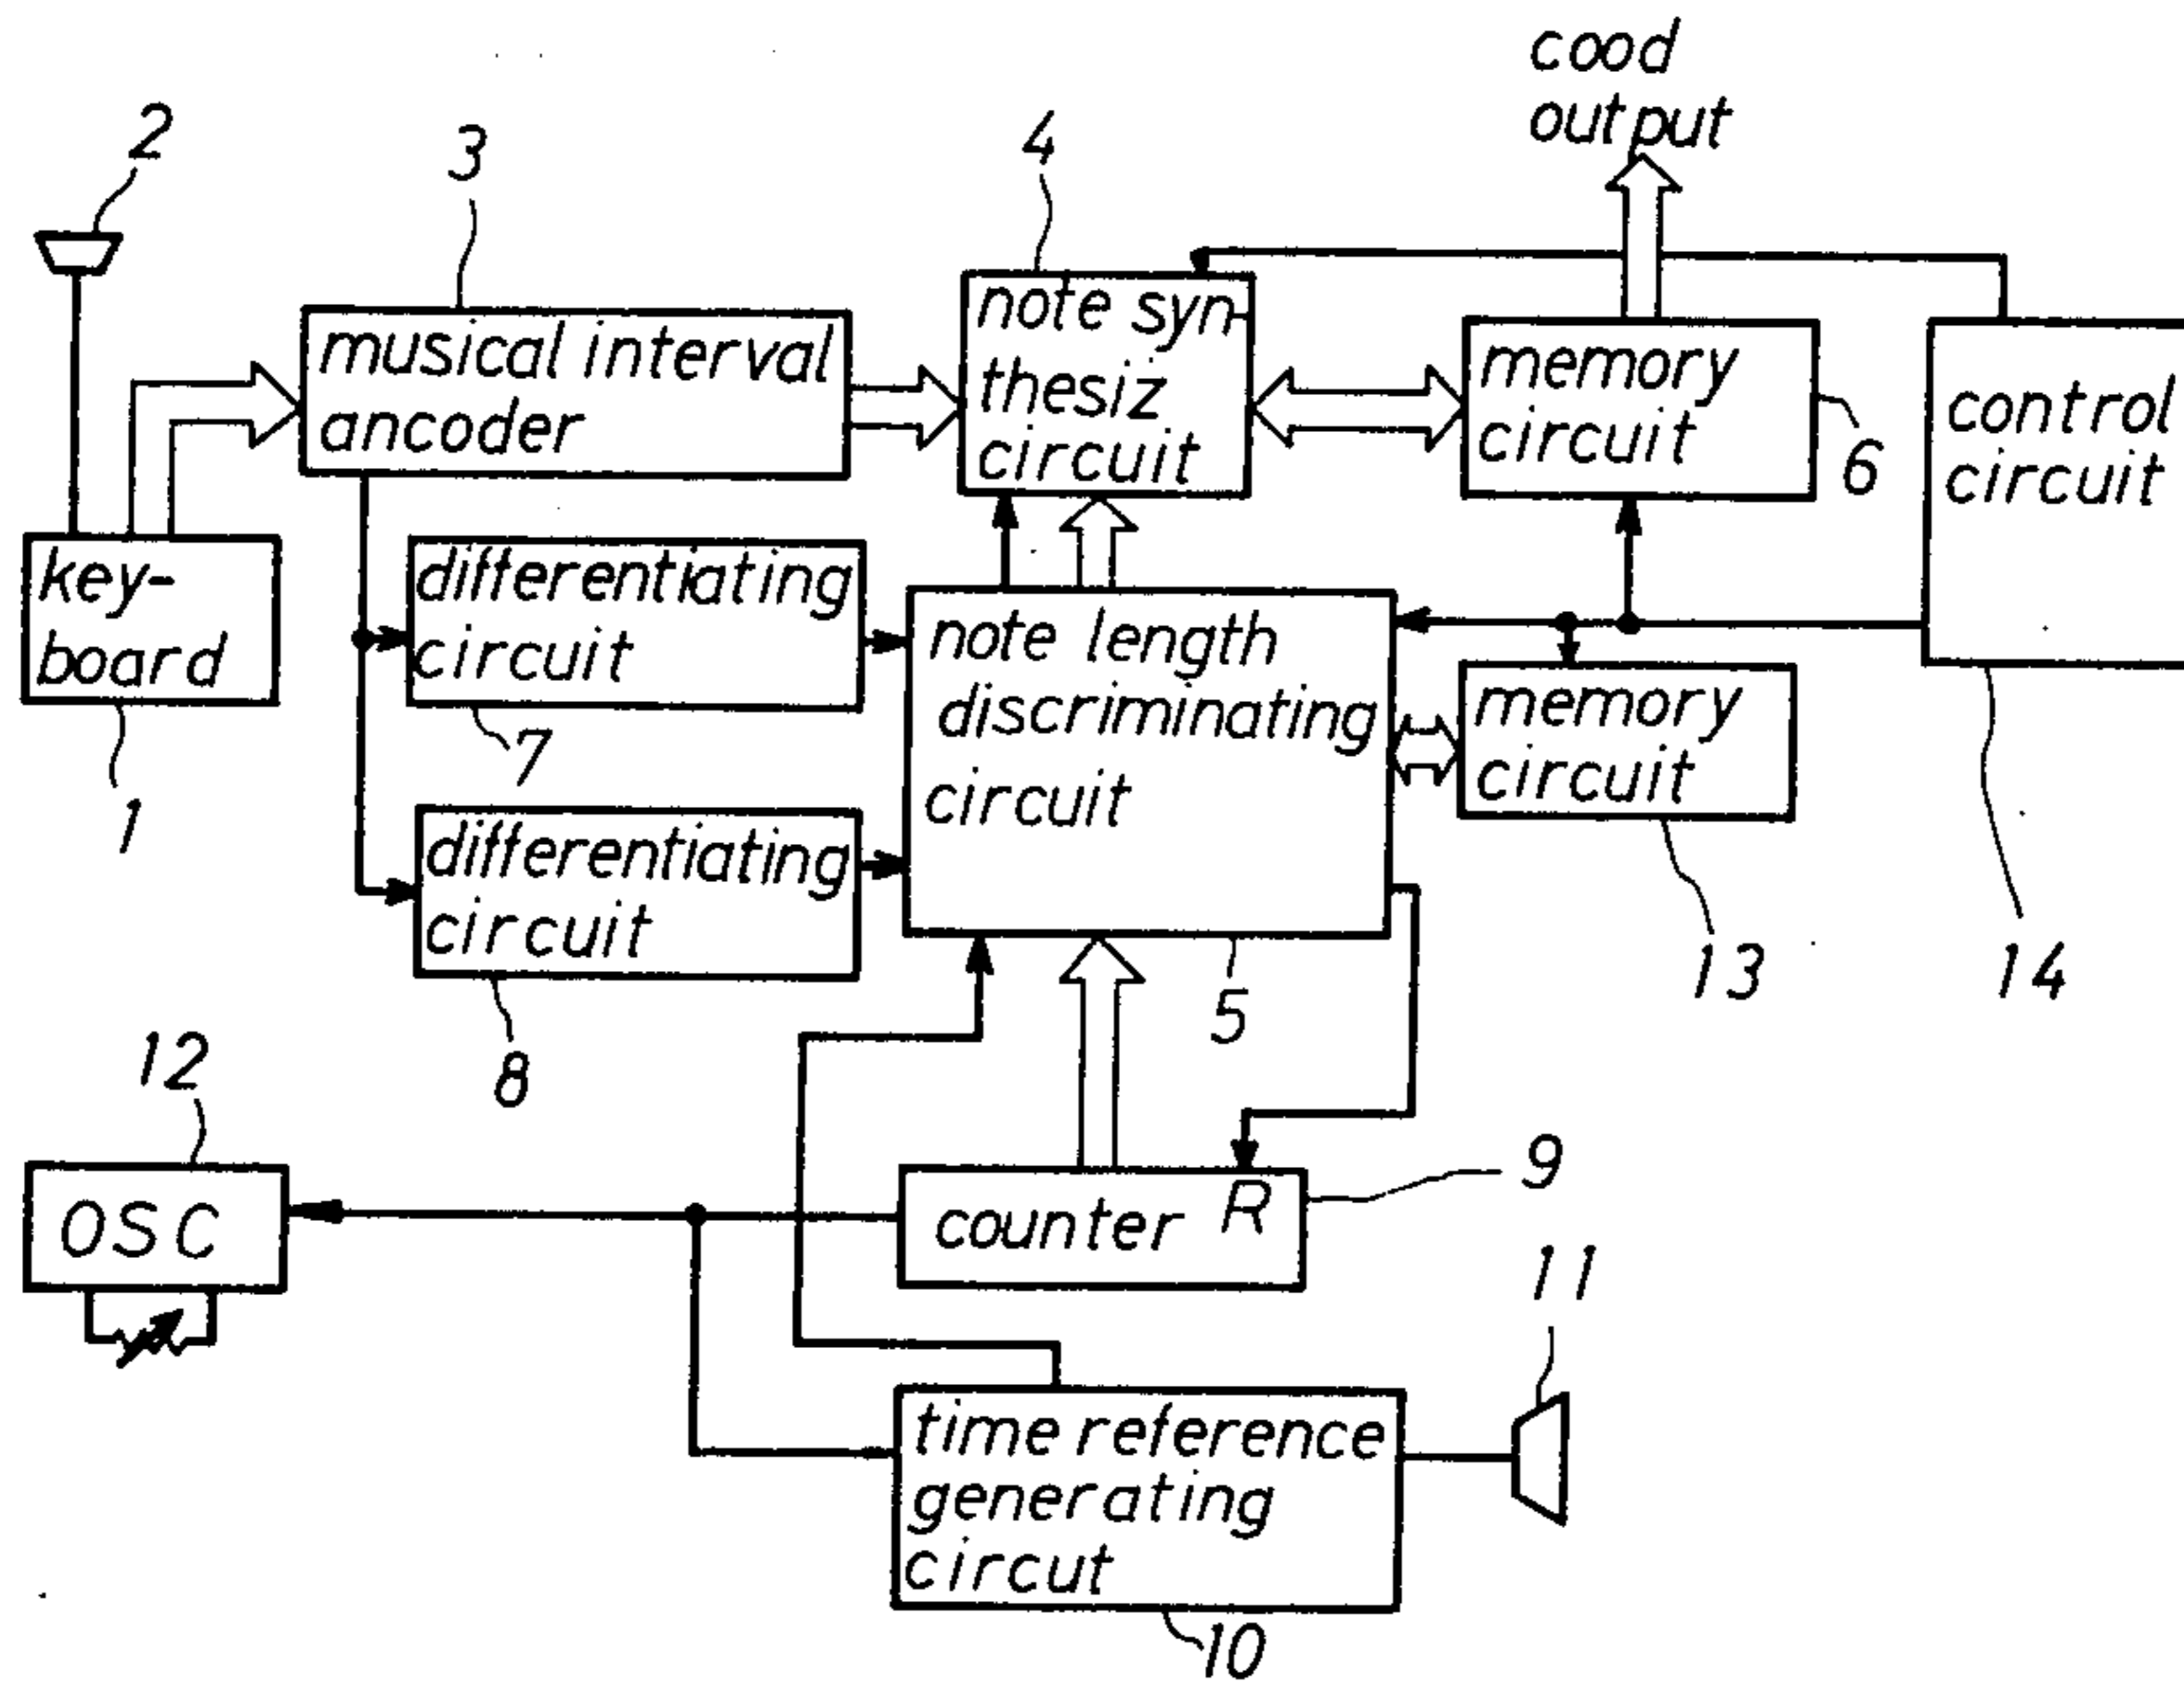 cood
output
2
3
4
musical interval
ancoder
note syn-
thesiz
circuit
memory
circuit
6
control
circuit
key-
board
1
differentiating
circuit
7
note length
discriminating
circuit
5
memory
circuit
13
14
differentiating
circuit
8
12
OSC
counter R
9
11
time reference
generating
circut
10